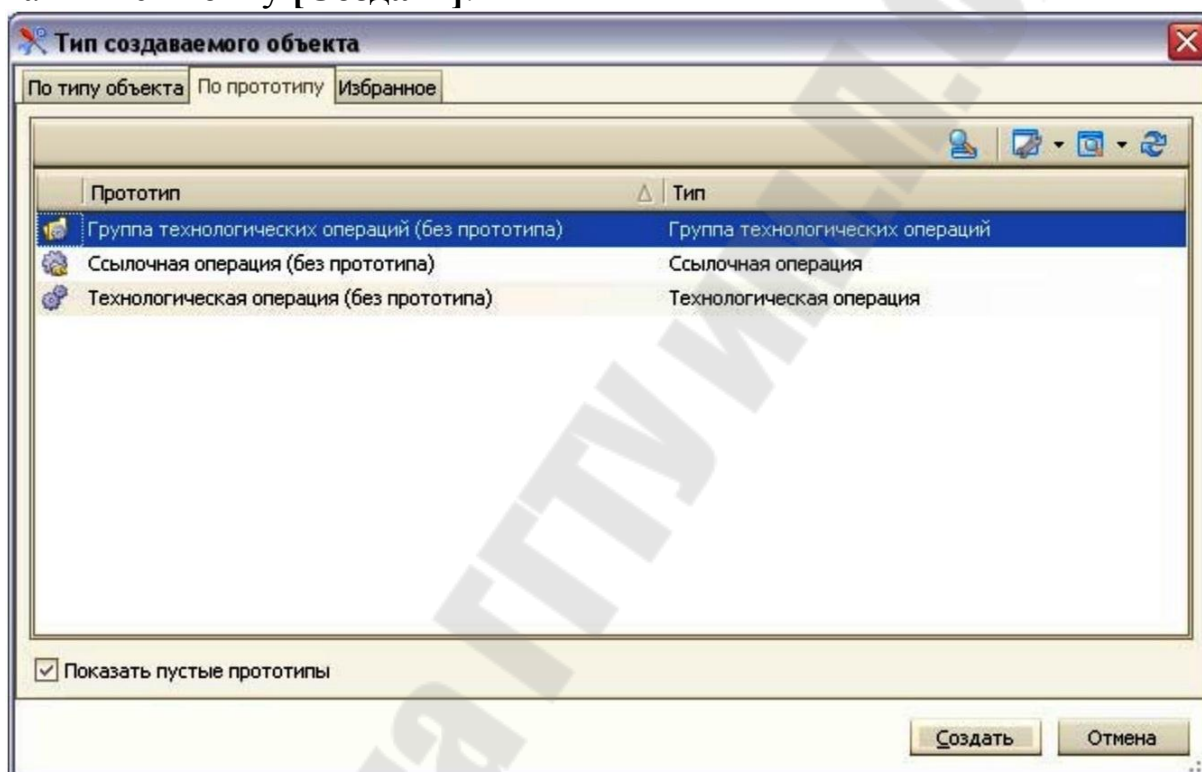 [Создать].
Тип создаваемого объекта
По типу объекта По прототипу Избранное
Прототип Тип
Группа технологических операций (без прототипа) Группа технологических операций
Ссылочная операция (без прототипа) Ссылочная операция
Технологическая операция (без прототипа) Технологическая операция
Показать пустые прототипы
Создать Отмена